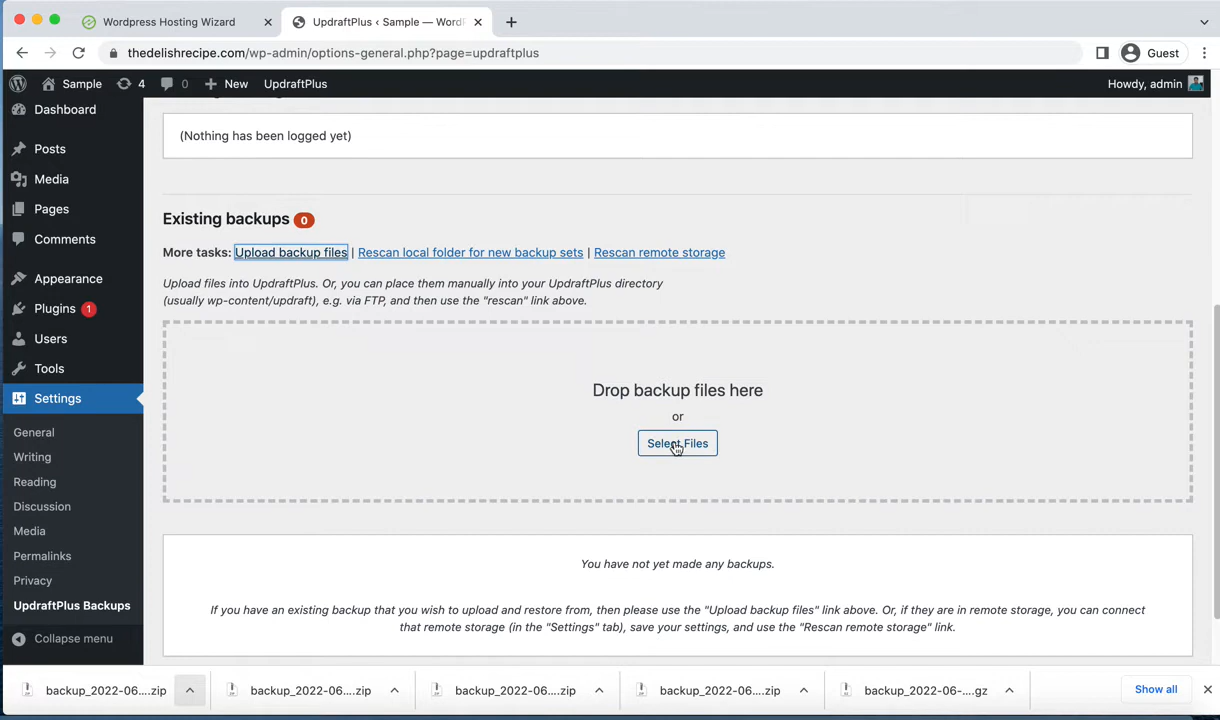 Wordpress Hosting Wizard
UpdraftPlus ‹ Sample — WordP
thedelishrecipe.com/wp-admin/options-general.php?page=updraftplus
Guest
Sample
4
0
New
UpdraftPlus
Howdy, admin
Dashboard
Posts
Media
Pages
Comments
Appearance
Plugins 1
Users
Tools
Settings
General
Writing
Reading
Discussion
Media
Permalinks
Privacy
UpdraftPlus Backups
Collapse menu
(Nothing has been logged yet)
Existing backups 0
More tasks: Upload backup files | Rescan local folder for new backup sets | Rescan remote storage
Upload files into UpdraftPlus. Or, you can place them manually into your UpdraftPlus directory
(usually wp-content/updraft), e.g. via FTP, and then use the "rescan" link above.
Drop backup files here
or
Select Files
You have not yet made any backups.
If you have an existing backup that you wish to upload and restore from, then please use the "Upload backup files" link above. Or, if they are in remote storage, you can connect
that remote storage (in the "Settings" tab), save your settings, and use the "Rescan remote storage" link.
backup_2022-06....zip
backup_2022-06....zip
backup_2022-06....zip
backup_2022-06....zip
backup_2022-06-....gz
Show all